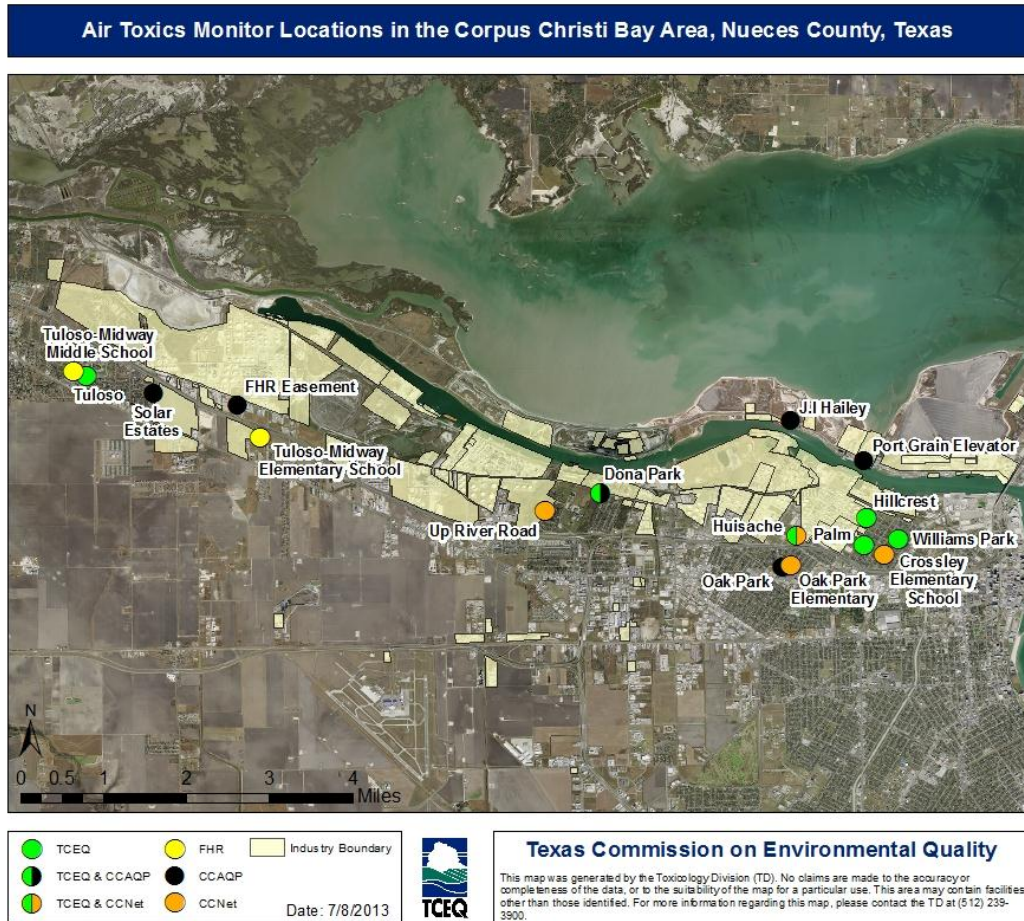 Air Toxics Monitor Locations in the Corpus Christi Bay Area, Nueces County, Texas
Tuloso-Midway
Middle School
Tuloso
Solar
Estates
FHR Easement
Tuloso-Midway
Elementary School
Up River Road
Dona Park
J.I Hailey
Port Grain Elevator
Hillcrest
Huisache
Palm
Williams Park
Crossley
Elementary
School
Oak Park
Oak Park
Elementary
N
0 0.5 1 2 3 4
Miles
TCEQ
TCEQ & CCAQP
TCEQ & CCNet
FHR
CCAQP
CCNet
Industry Boundary
Date: 7/8/2013
TCEQ
Texas Commission on Environmental Quality
This map was generated by the Toxicology Division (TD). No claims are made to the accuracy or
completeness of the data, or to the suitability of the map for a particular use. This area may contain facilities
other than those identified. For more information regarding this map, please contact the TD at (512) 239-
3900.